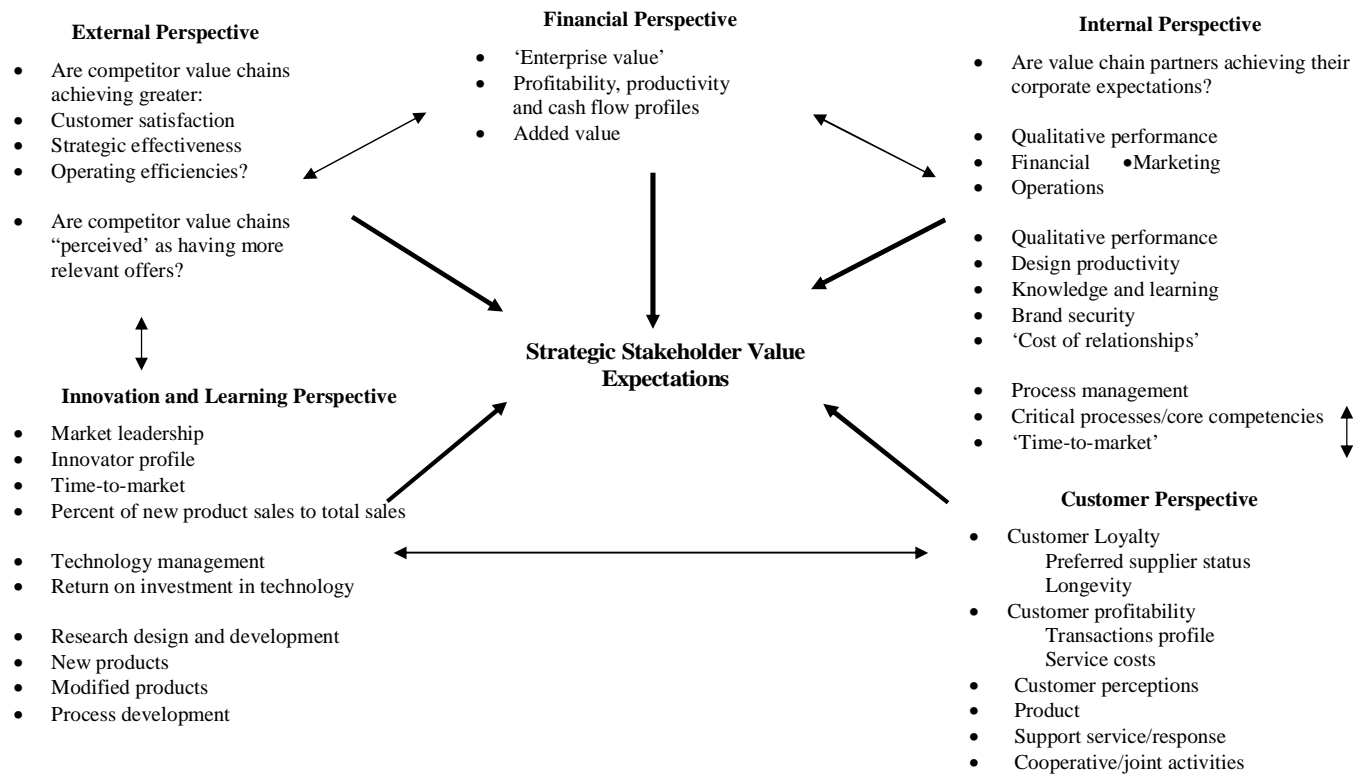 External Perspective
• Are competitor value chains
achieving greater:
• Customer satisfaction
• Strategic effectiveness
• Operating efficiencies?
• Are competitor value chains
“perceived’ as having more
relevant offers?
Financial Perspective
• ‘Enterprise value’
• Profitability, productivity
and cash flow profiles
• Added value
Internal Perspective
• Are value chain partners achieving their
corporate expectations?
• Qualitative performance
• Financial •Marketing
• Operations
• Qualitative performance
• Design productivity
• Knowledge and learning
• Brand security
• ‘Cost of relationships’
• Process management
• Critical processes/core competencies
• ‘Time-to-market’
Strategic Stakeholder Value
Expectations
Innovation and Learning Perspective
• Market leadership
• Innovator profile
• Time-to-market
• Percent of new product sales to total sales
• Technology management
• Return on investment in technology
• Research design and development
• New products
• Modified products
• Process development
Customer Perspective
• Customer Loyalty
Preferred supplier status
Longevity
• Customer profitability
Transactions profile
Service costs
• Customer perceptions
• Product
• Support service/response
• Cooperative/joint activities